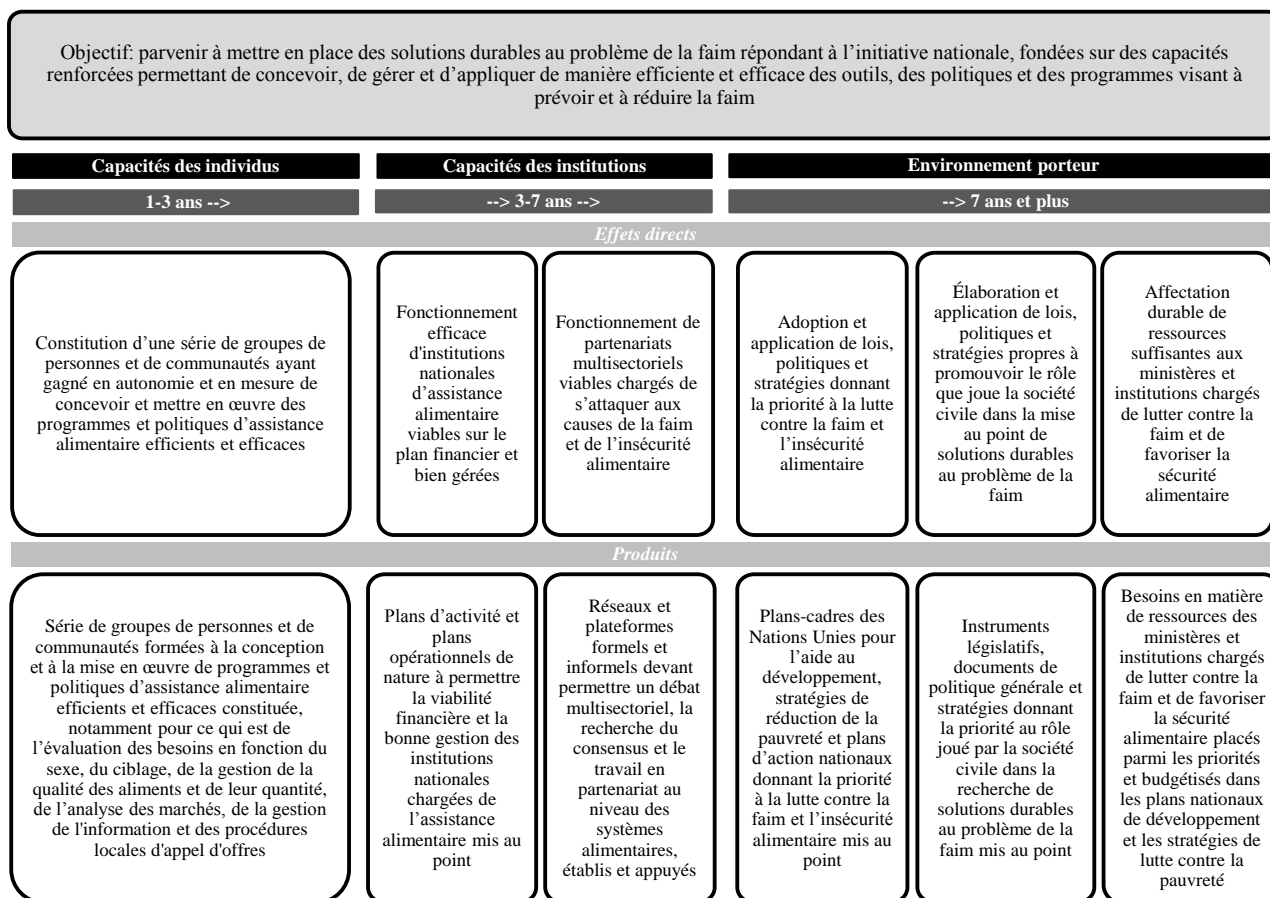 Objectif: parvenir à mettre en place des solutions durables au problème de la faim répondant à l’initiative nationale, fondées sur des capacités
renforcées permettant de concevoir, de gérer et d’appliquer de manière efficiente et efficace des outils, des politiques et des programmes visant à
prévoir et à réduire la faim
Capacités des individus
Capacités des institutions
Environnement porteur
1-3 ans -->
--> 3-7 ans -->
--> 7 ans et plus
Effets directs
Constitution d’une série de groupes de
personnes et de communautés ayant
gagné en autonomie et en mesure de
concevoir et mettre en œuvre des
programmes et politiques d’assistance
alimentaire efficients et efficaces
Fonctionnement
efficace
d'institutions
nationales
d’assistance
alimentaire
viables sur le
plan financier et
bien gérées
Fonctionnement de
partenariats
multisectoriels
viables chargés de
s’attaquer aux
causes de la faim
et de l’insécurité
alimentaire
Adoption et
application de lois,
politiques et
stratégies donnant
la priorité à la lutte
contre la faim et
l’insécurité
alimentaire
Élaboration et
application de lois,
politiques et
stratégies propres à
promouvoir le rôle
que joue la société
civile dans la mise
au point de
solutions durables
au problème de la
faim
Affectation
durable de
ressources
suffisantes aux
ministères et
institutions chargés
de lutter contre la
faim et de
favoriser la
sécurité
alimentaire
Produits
Série de groupes de personnes et de
communautés formées à la conception
et à la mise en œuvre de programmes et
politiques d’assistance alimentaire
efficients et efficaces constituée,
notamment pour ce qui est de
l’évaluation des besoins en fonction du
sexe, du ciblage, de la gestion de la
qualité des aliments et de leur quantité,
de l’analyse des marchés, de la gestion
de l'information et des procédures
locales d'appel d'offres
Plans d’activité et
plans
opérationnels de
nature à permettre
la viabilité
financière et la
bonne gestion des
institutions
nationales
chargées de
l’assistance
alimentaire mis au
point
Réseaux et
plateformes
formels et
informels devant
permettre un débat
multisectoriel, la
recherche du
consensus et le
travail en
partenariat au
niveau des
systèmes
alimentaires,
établis et appuyés
Plans-cadres des
Nations Unies pour
l’aide au
développement,
stratégies de
réduction de la
pauvreté et plans
d’action nationaux
donnant la priorité
à la lutte contre la
faim et l’insécurité
alimentaire mis au
point
Instruments
législatifs,
documents de
politique générale et
stratégies donnant
la priorité au rôle
joué par la société
civile dans la
recherche de
solutions durables
au problème de la
faim mis au point
Besoins en matière
de ressources des
ministères et
institutions chargés
de lutter contre la
faim et de favoriser
la sécurité
alimentaire placés
parmi les priorités
et budgétisés dans
les plans nationaux
de développement
et les stratégies de
lutte contre la
pauvreté